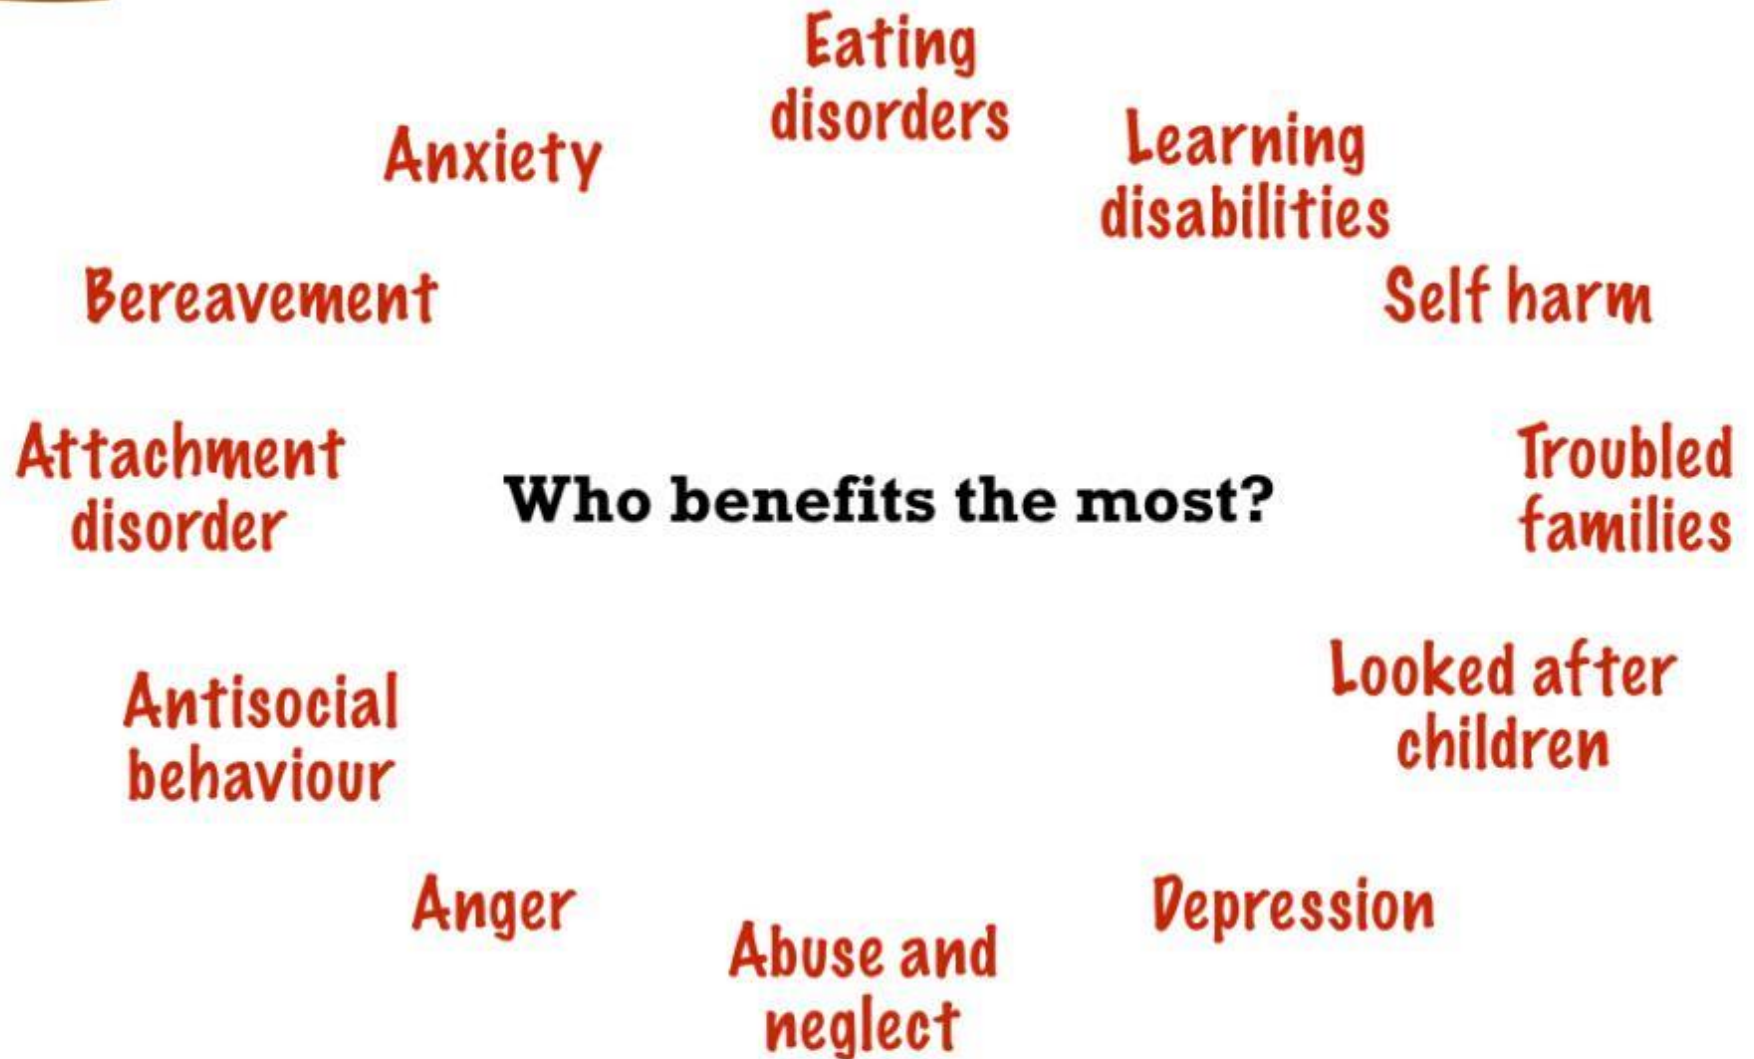 Eating
disorders
Learning
disabilities
Anxiety
Bereavement
Self harm
Attachment
disorder
Who benefits the most?
Troubled
families
Antisocial
behaviour
Looked after
children
Anger
Depression
Abuse and
neglect